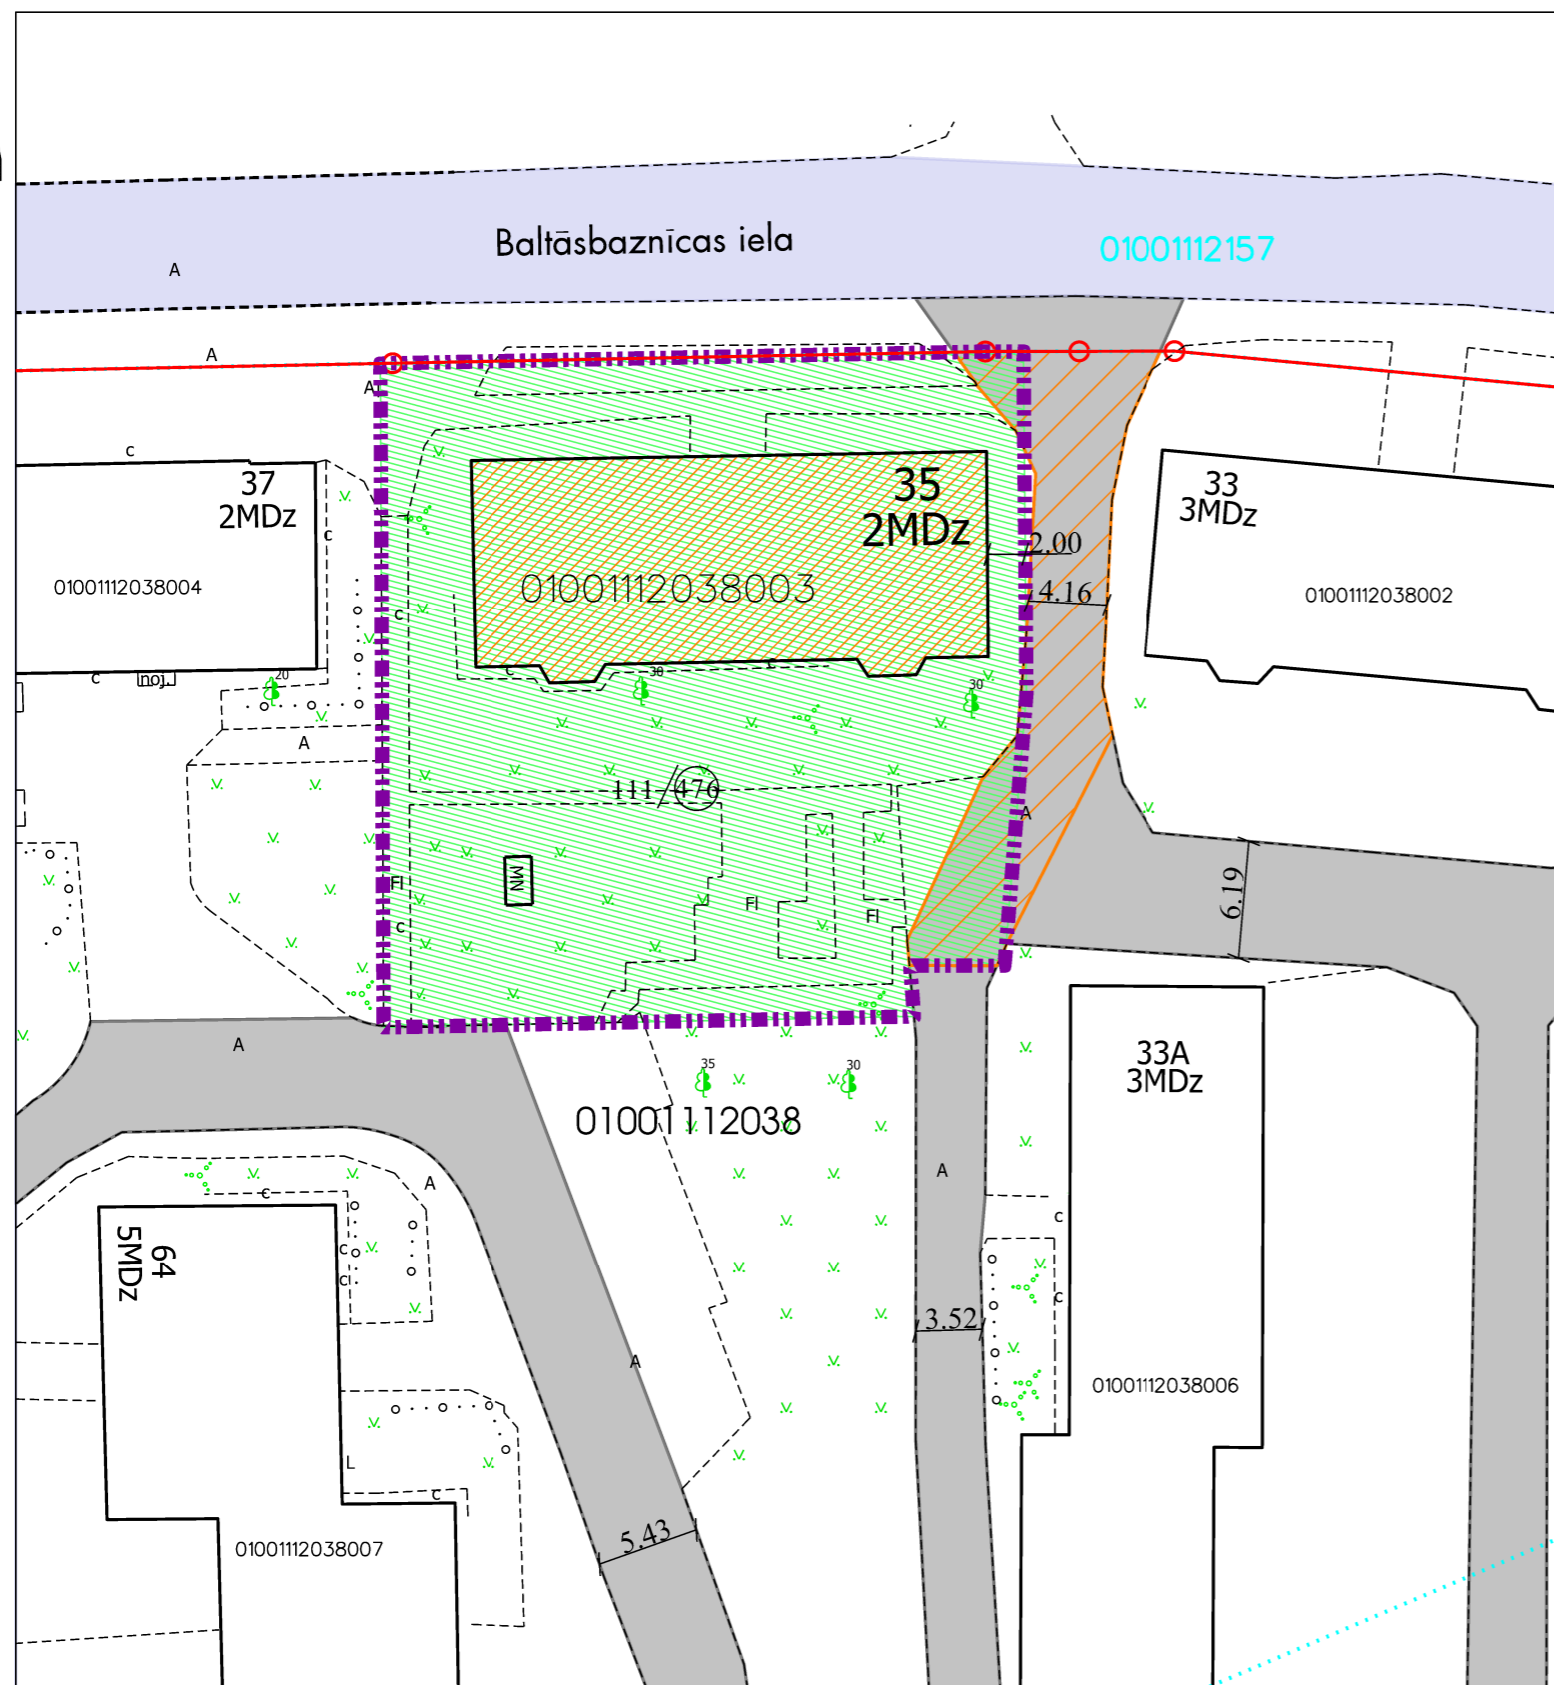 Baltāsbaznīcas iela
01001112157
A
A
A
c
37
2MDz
35
2MDz
33
3MDz
c
2.00
01001112038004
01001112038003
4.16
01001112038002
c
c
noj.
20
c
30
c
30
A
111/476
A
MN
Fl
Fl
Fl
6.19
c
A
35
30
33A
3MDz
01001112038
A
A
c
c
64
5MDz
c
c
c
3.52
A
01001112038006
L
c
5.43
01001112038007